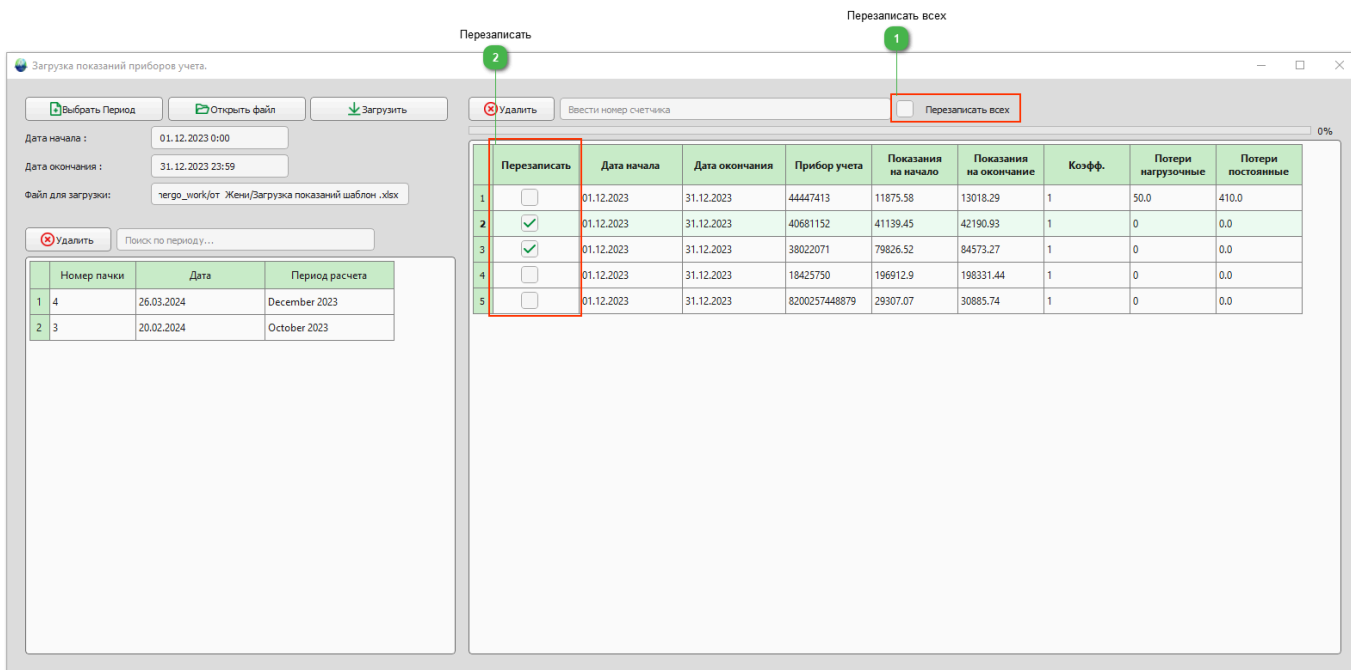 Перезаписать всех
1
Перезаписать
2
Загрузка показаний приборов учета.
Выбрать Период Открыть файл Загрузить
Дата начала : 01.12.2023 0:00
Дата окончания : 31.12.2023 23:59
Файл для загрузки: nergo_work/от Жени/Загрузка показаний шаблон .xlsx
Удалить Поиск по периоду...
Номер пачки Дата Период расчета
1 4 26.03.2024 December 2023
2 3 20.02.2024 October 2023
Удалить Ввести номер счетчика Перезаписать всех
0%
Перезаписать Дата начала Дата окончания Прибор учета Показания на начало Показания на окончание Коэфф. Потери нагрузочные Потери постоянные
1 01.12.2023 31.12.2023 44447413 11875.58 13018.29 1 50.0 410.0
2 01.12.2023 31.12.2023 40681152 41139.45 42190.93 1 0 0.0
3 01.12.2023 31.12.2023 38022071 79826.52 84573.27 1 0 0.0
4 01.12.2023 31.12.2023 18425750 196912.9 198331.44 1 0 0.0
5 01.12.2023 31.12.2023 8200257448879 29307.07 30885.74 1 0 0.0